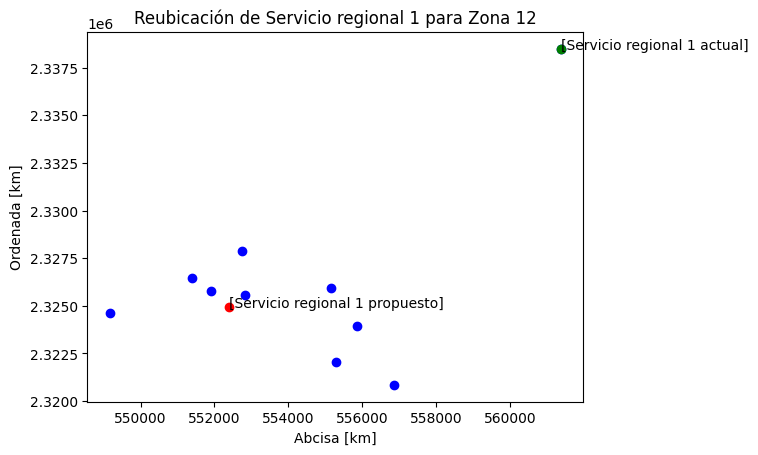 Reubicación de Servicio regional 1 para Zona 12
1e6
[Servicio regional 1 actual]
2.3375
2.3350
2.3325
2.3300
2.3275
2.3250
2.3225
2.3200
Ordenada [km]
[Servicio regional 1 propuesto]
550000 552000 554000 556000 558000 560000
Abcisa [km]